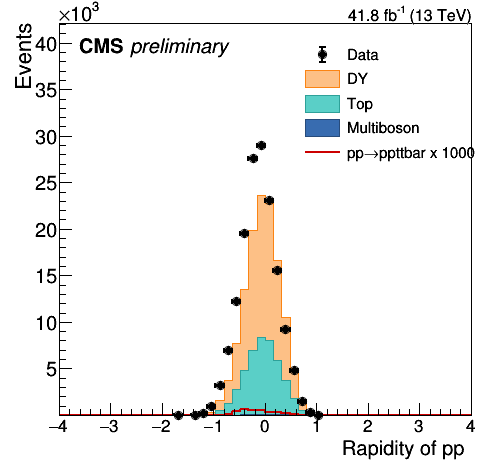 ×10³
41.8 fb⁻¹ (13 TeV)
Events
CMS preliminary
Data
DY
Top
Multiboson
pp→ppttbar x 1000
40
35
30
25
20
15
10
5
−4 −3 −2 −1 0 1 2 3 4
Rapidity of pp